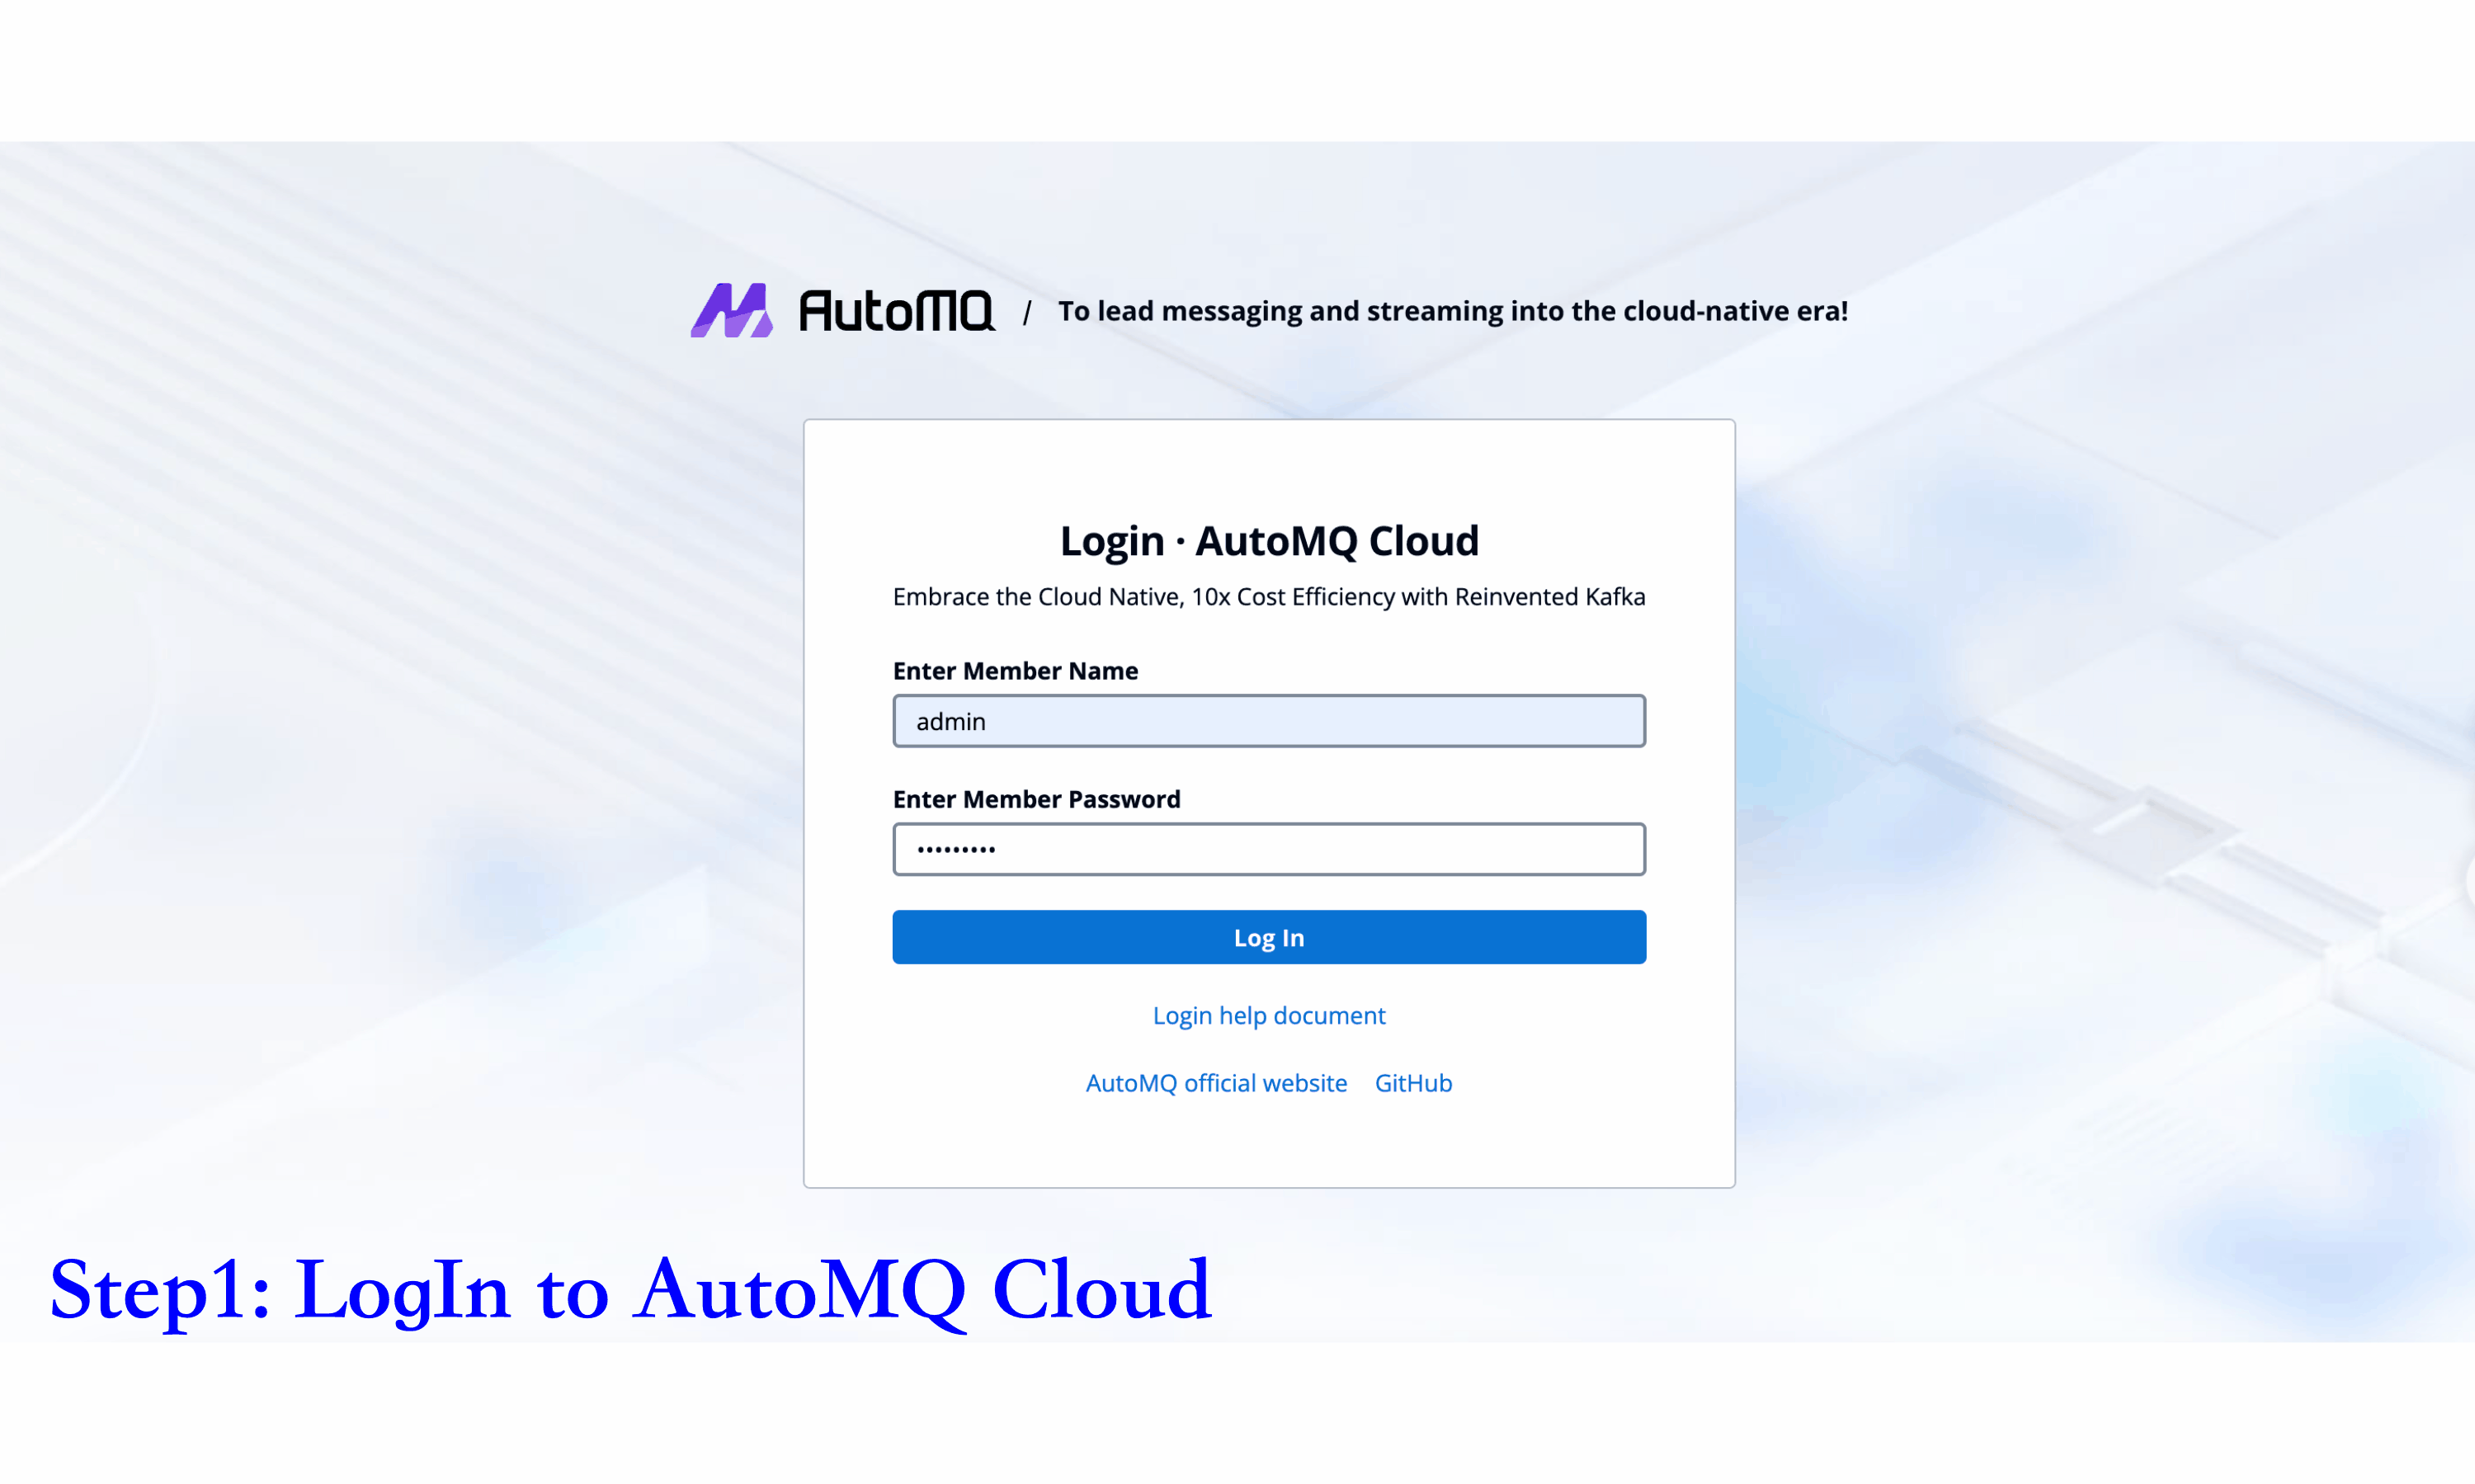 AutoMQ / To lead messaging and streaming into the cloud-native era!
Login · AutoMQ Cloud
Embrace the Cloud Native, 10x Cost Efficiency with Reinvented Kafka
Enter Member Name
admin
Enter Member Password
•••••••••
Log In
Login help document
AutoMQ official website GitHub
Step1: LogIn to AutoMQ Cloud